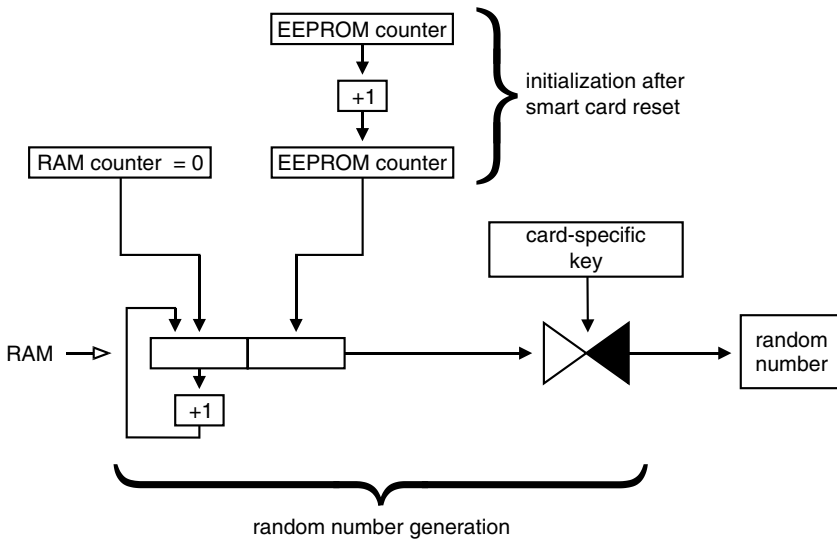 EEPROM counter
+1
initialization after
smart card reset
RAM counter = 0
EEPROM counter
card-specific
key
RAM
random
number
+1
random number generation